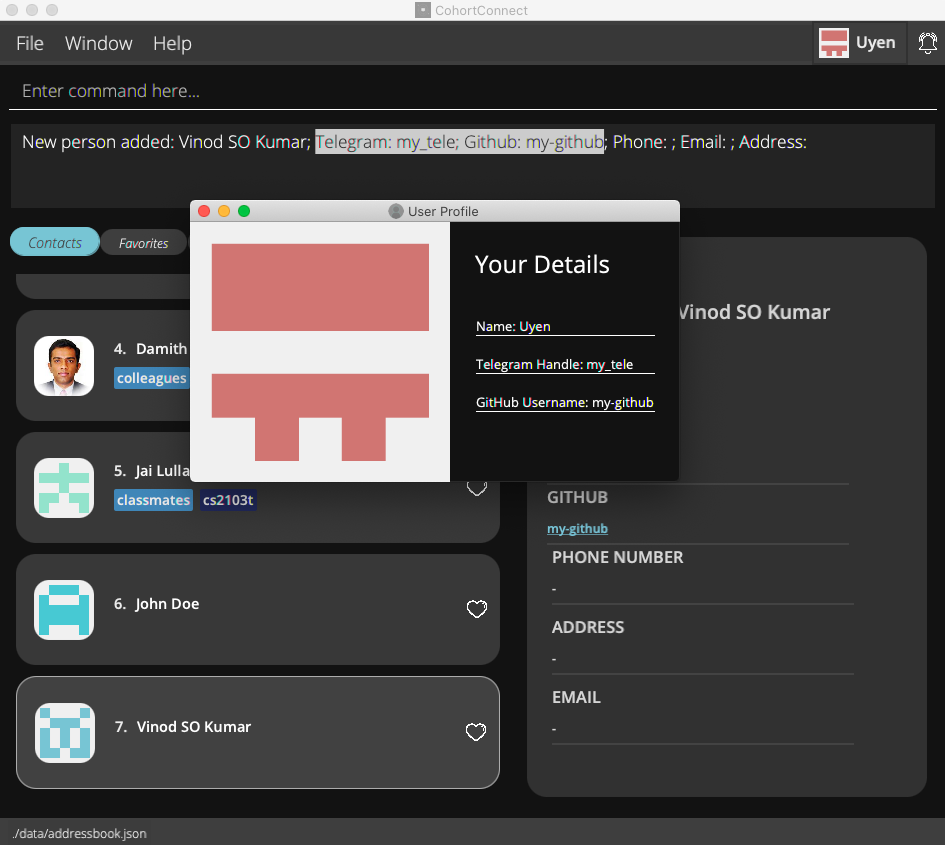 CohortConnect
File Window Help
Uyen
Enter command here...
New person added: Vinod SO Kumar; Telegram: my_tele; Github: my-github; Phone: ; Email: ; Address:
User Profile
Contacts
Favorites
Your Details
Name: Uyen
Telegram Handle: my_tele
GitHub Username: my-github
4. Damith
colleagues
5. Jai Lulla
classmates cs2103t
6. John Doe
7. Vinod SO Kumar
Vinod SO Kumar
GITHUB
my-github
PHONE NUMBER
-
ADDRESS
-
EMAIL
-
./data/addressbook.json